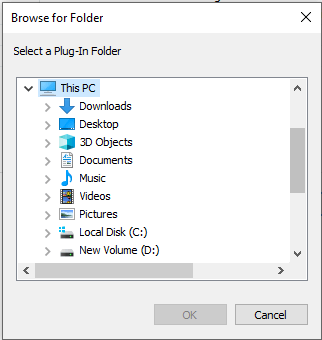 Browse for Folder
Select a Plug-In Folder
This PC
Downloads
Desktop
3D Objects
Documents
Music
Videos
Pictures
Local Disk (C:)
New Volume (D:)
OK
Cancel